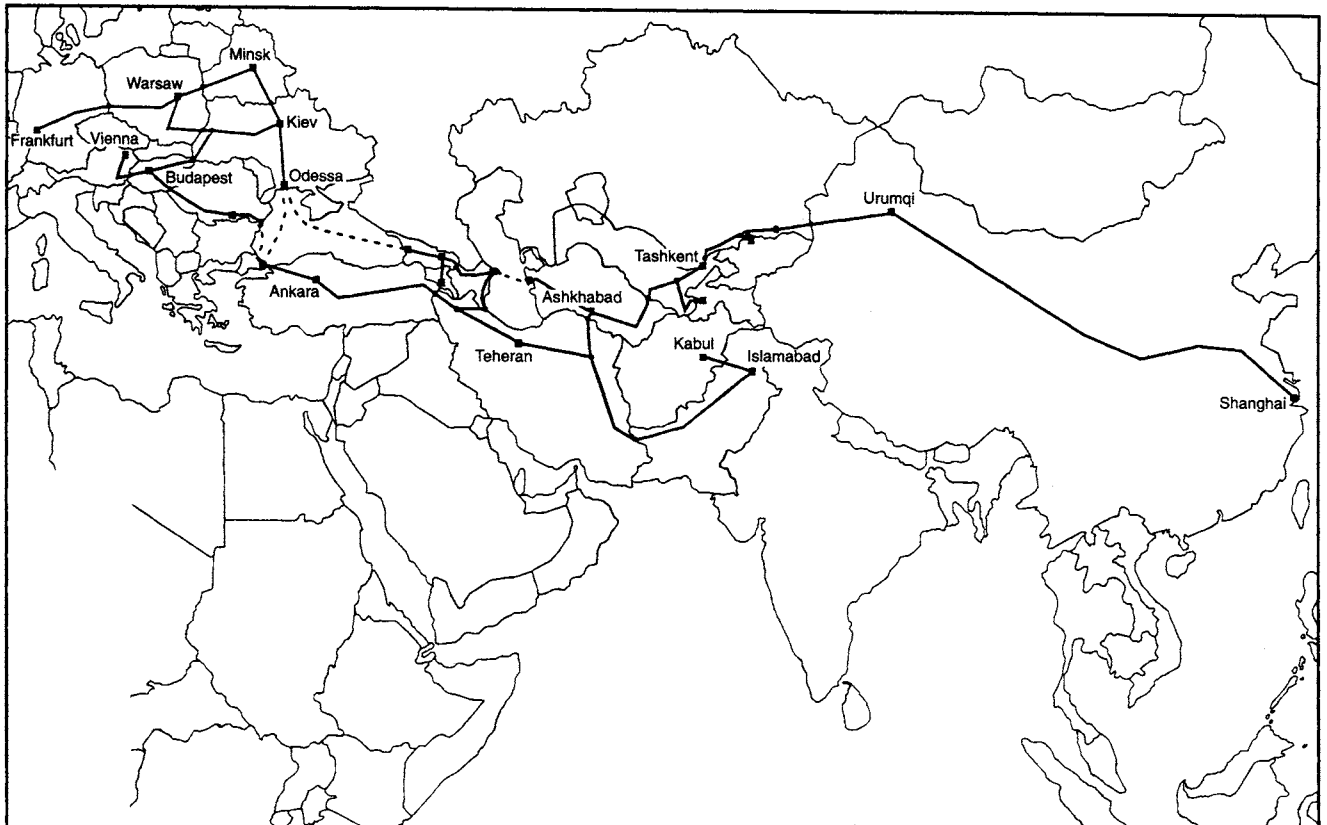 Minsk
Warsaw
Kiev
Frankfurt
Vienna
Budapest
Odessa
Urumqi
Tashkent
Ankara
Ashkhabad
Teheran
Kabul
Islamabad
Shanghai